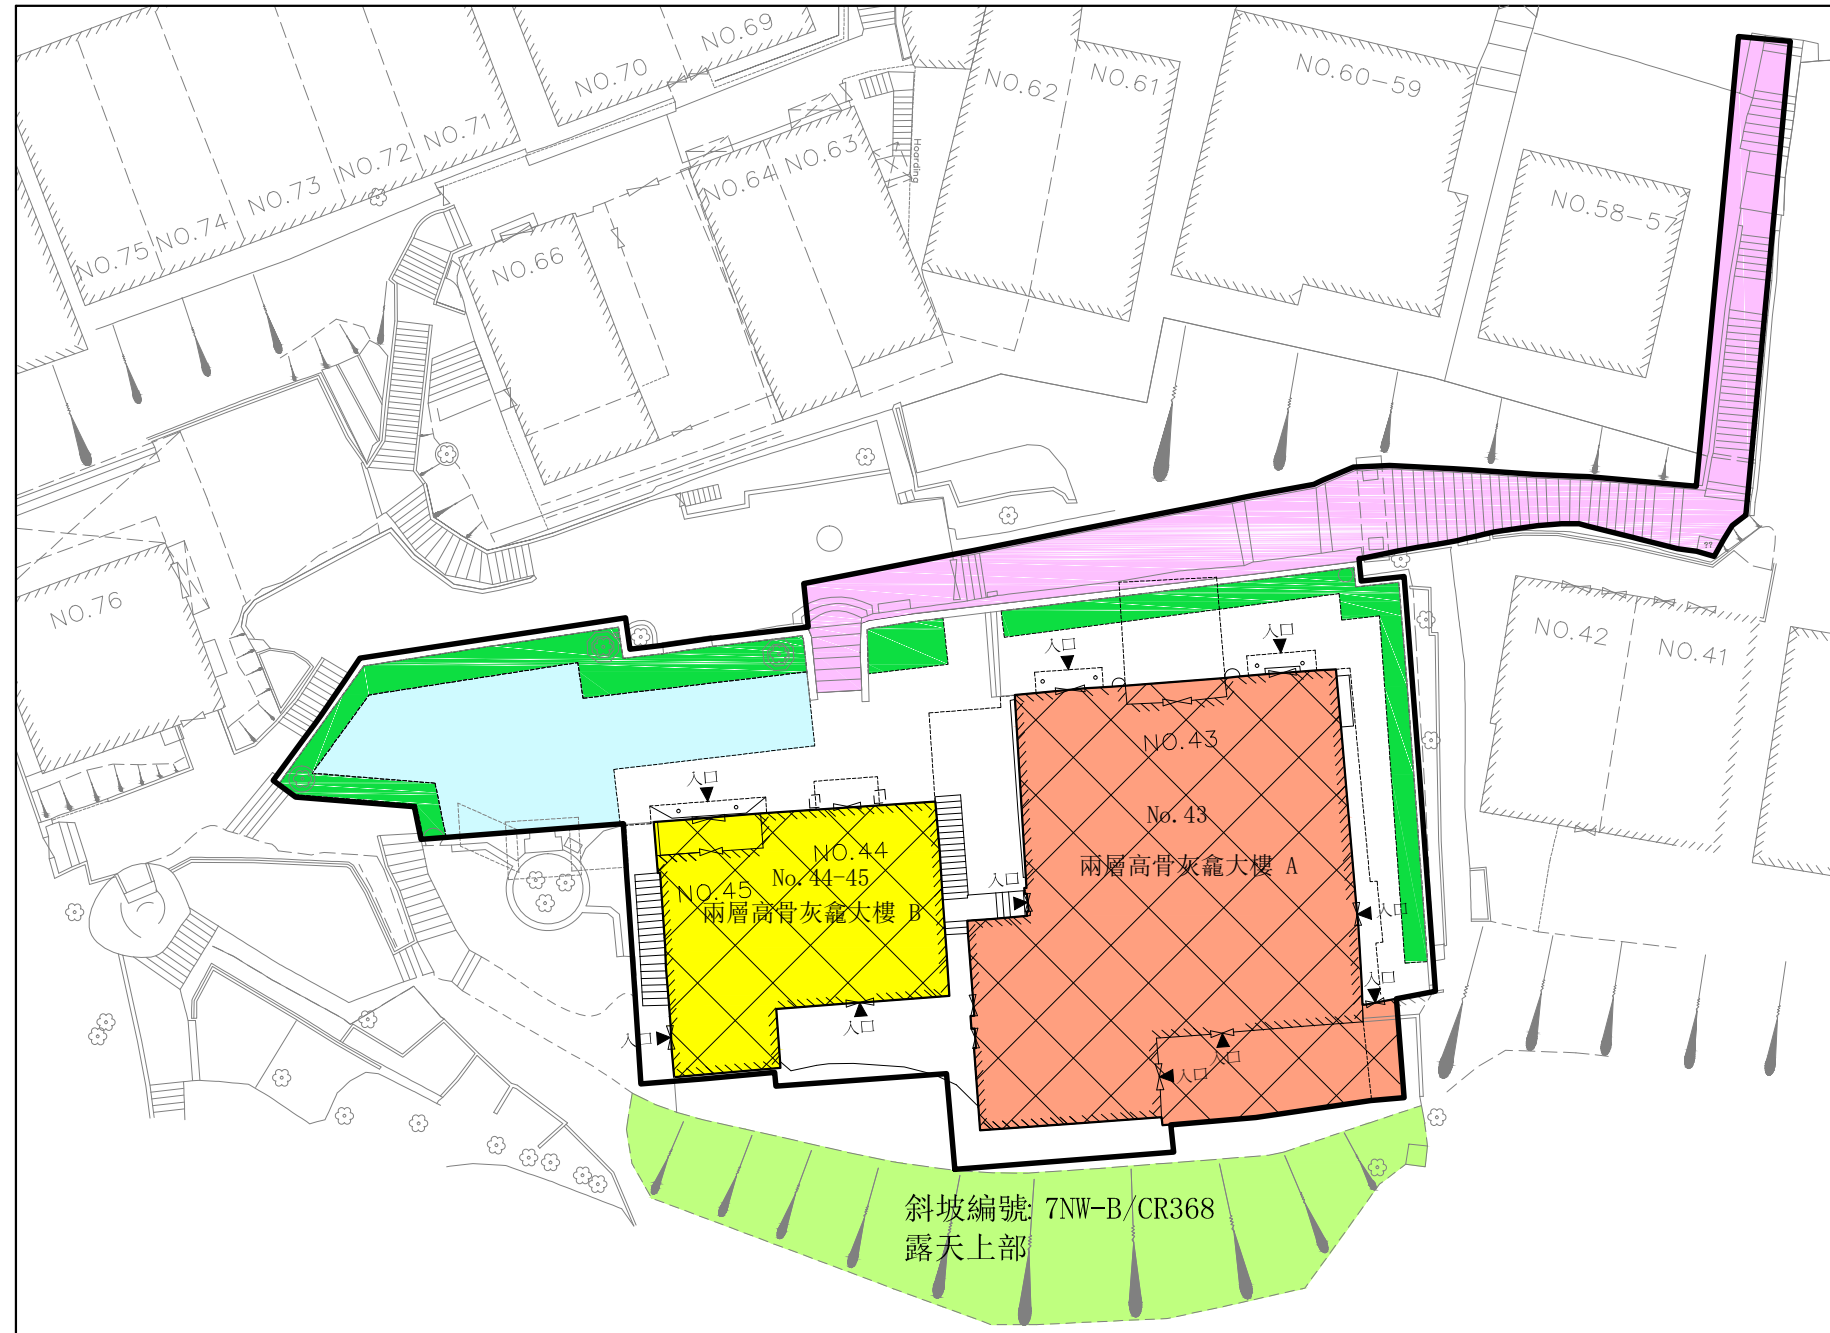 NO.69
NO.70
NO.71
NO.72
NO.73
NO.74
NO.75
NO.66
NO.64
NO.63
Hoarding
NO.62
NO.61
NO.60-59
NO.58-57
NO.76
NO.42
NO.41
??
入口
入口
NO.43
No.43
兩層高骨灰龕大樓 A
入口
NO.44
NO.45
No.44-45
兩層高骨灰龕大樓 B
入口
入口
入口
入口
入口
入口
入口
斜坡編號: 7NW-B/CR368
露天上部